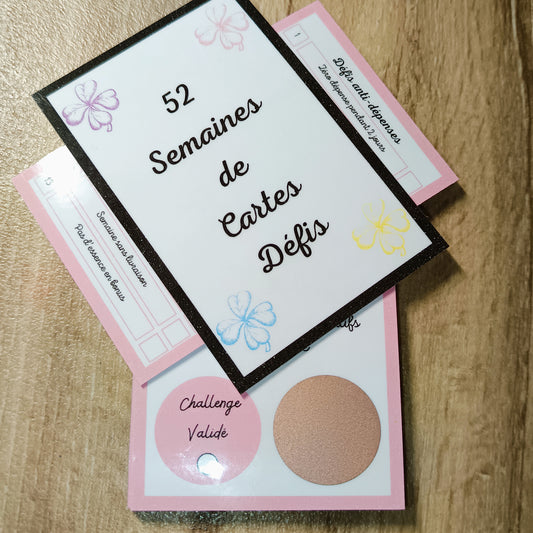 52
Semaines
de
Cartes
Défis
1
Défis anti-dépenses
Zéro dépense pendant 2 jours
13
Semaine sans livraison
Pas d'essence en bonus
Challenge
Validé